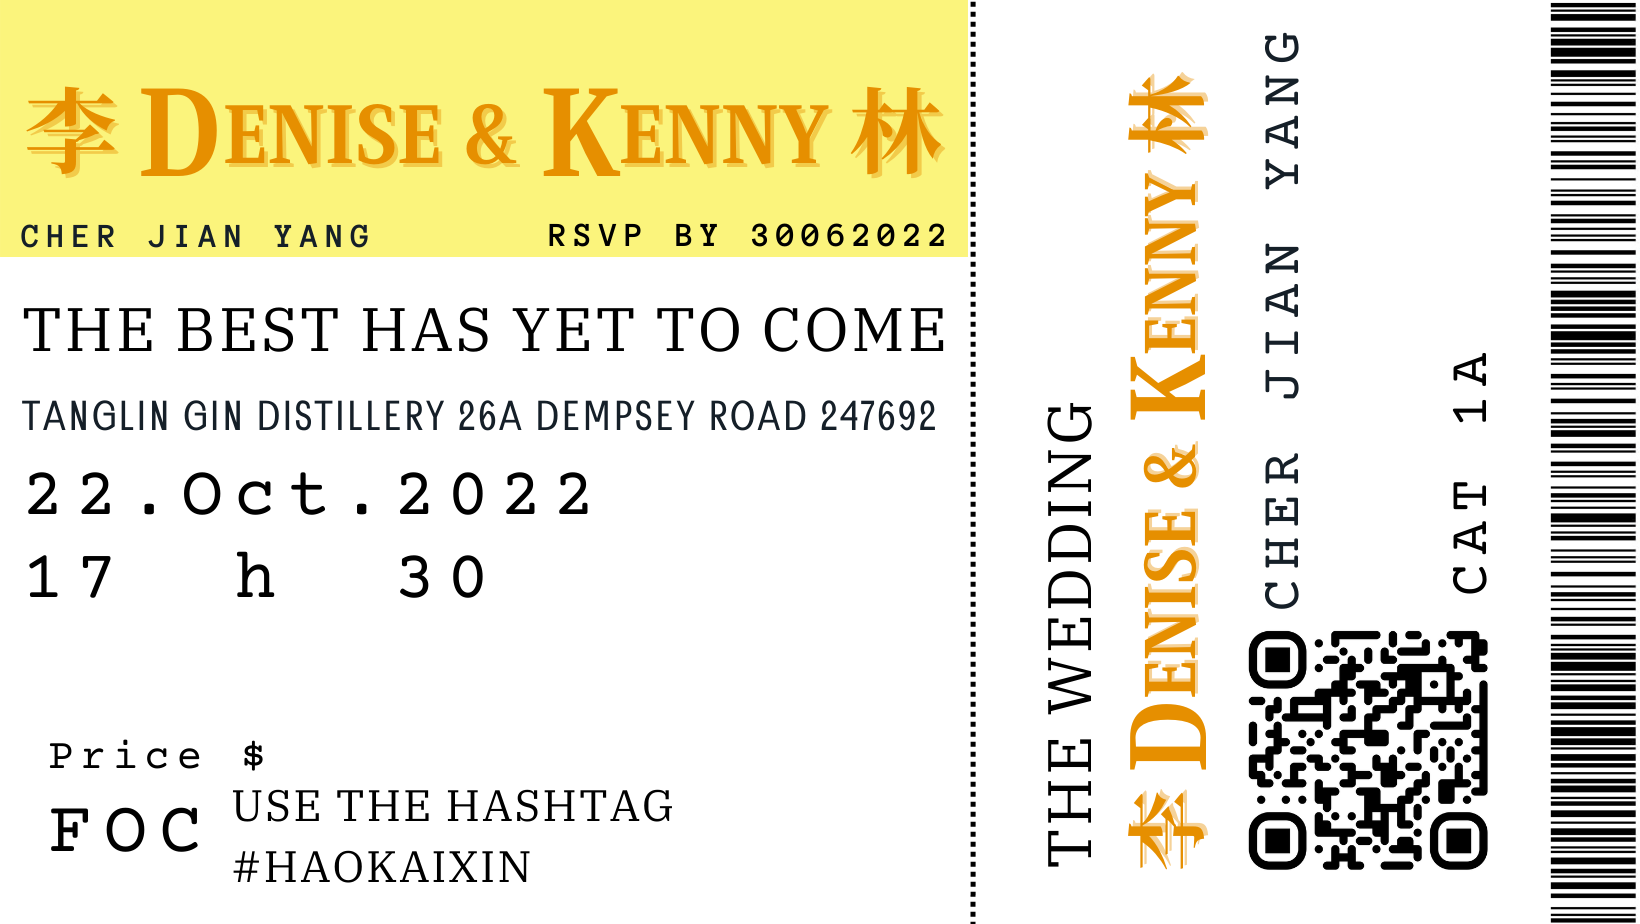 李 DENISE & KENNY 林
CHER JIAN YANG
RSVP BY 30062022
THE BEST HAS YET TO COME
TANGLIN GIN DISTILLERY 26A DEMPSEY ROAD 247692
22.Oct.2022
17 h 30
Price $
FOC
USE THE HASHTAG
#HAOKAIXIN
THE WEDDING
李 DENISE & KENNY 林
CHER JIAN YANG
CAT 1A